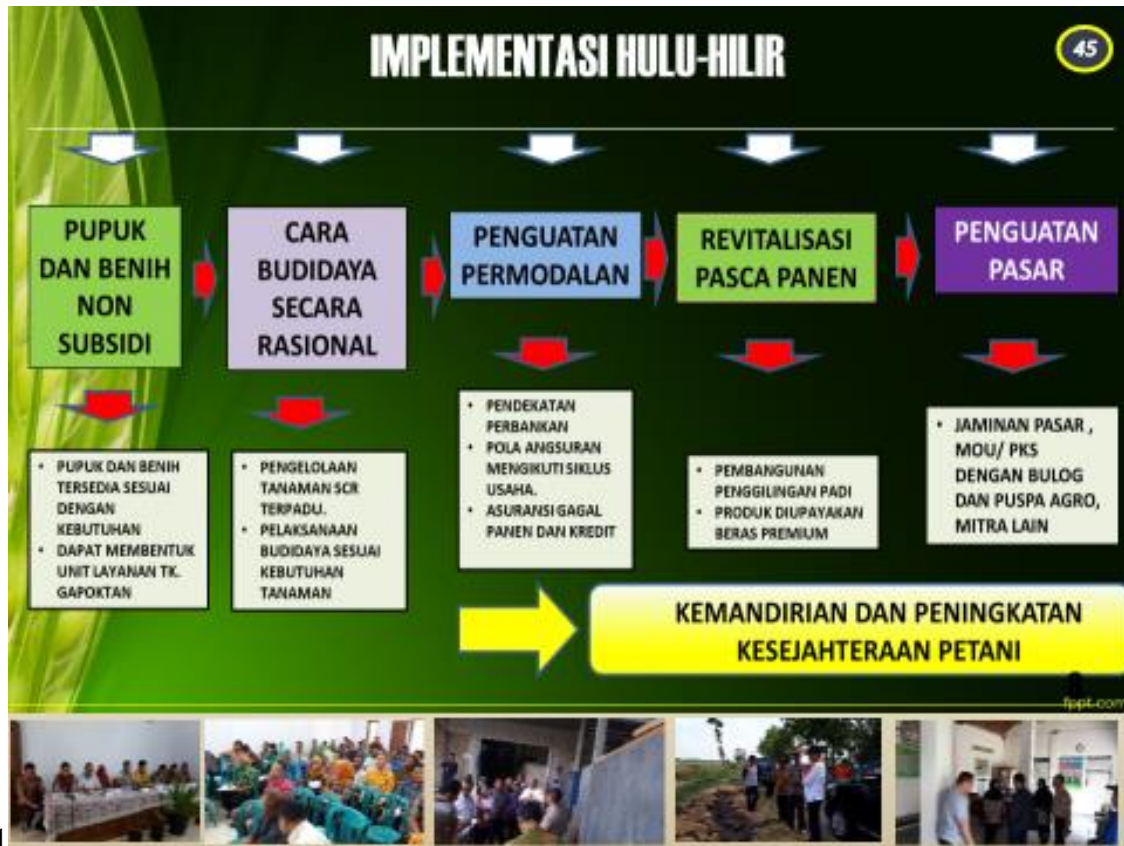 IMPLEMENTASI HULU-HILIR
45
PUPUK
DAN BENIH
NON
SUBSIDI
CARA
BUDIDAYA
SECARA
RASIONAL
PENGUATAN
PERMODALAN
REVITALISASI
PASCA PANEN
PENGUATAN
PASAR
• PUPUK DAN BENIH
TERSEDIA SESUAI
DENGAN
KEBUTUHAN
• DAPAT MEMBENTUK
UNIT LAYANAN TK.
GAPOKTAN
• PENGELOLAAN
TANAMAN SCR
TERPADU.
• PELAKSANAAN
BUDIDAYA SESUAI
KEBUTUHAN
TANAMAN
• PENDEKATAN
PERBANKAN
• POLA ANGSURAN
MENGIKUTI SIKLUS
USAHA.
• ASURANSI GAGAL
PANEN DAN KREDIT
• PEMBANGUNAN
PENGGILINGAN PADI
• PRODUK DIUPAYAKAN
BERAS PREMIUM
• JAMINAN PASAR ,
MOU/ PKS
DENGAN BULOG
DAN PUSPA AGRO,
MITRA LAIN
KEMANDIRIAN DAN PENINGKATAN
KESEJAHTERAAN PETANI
fppt.com